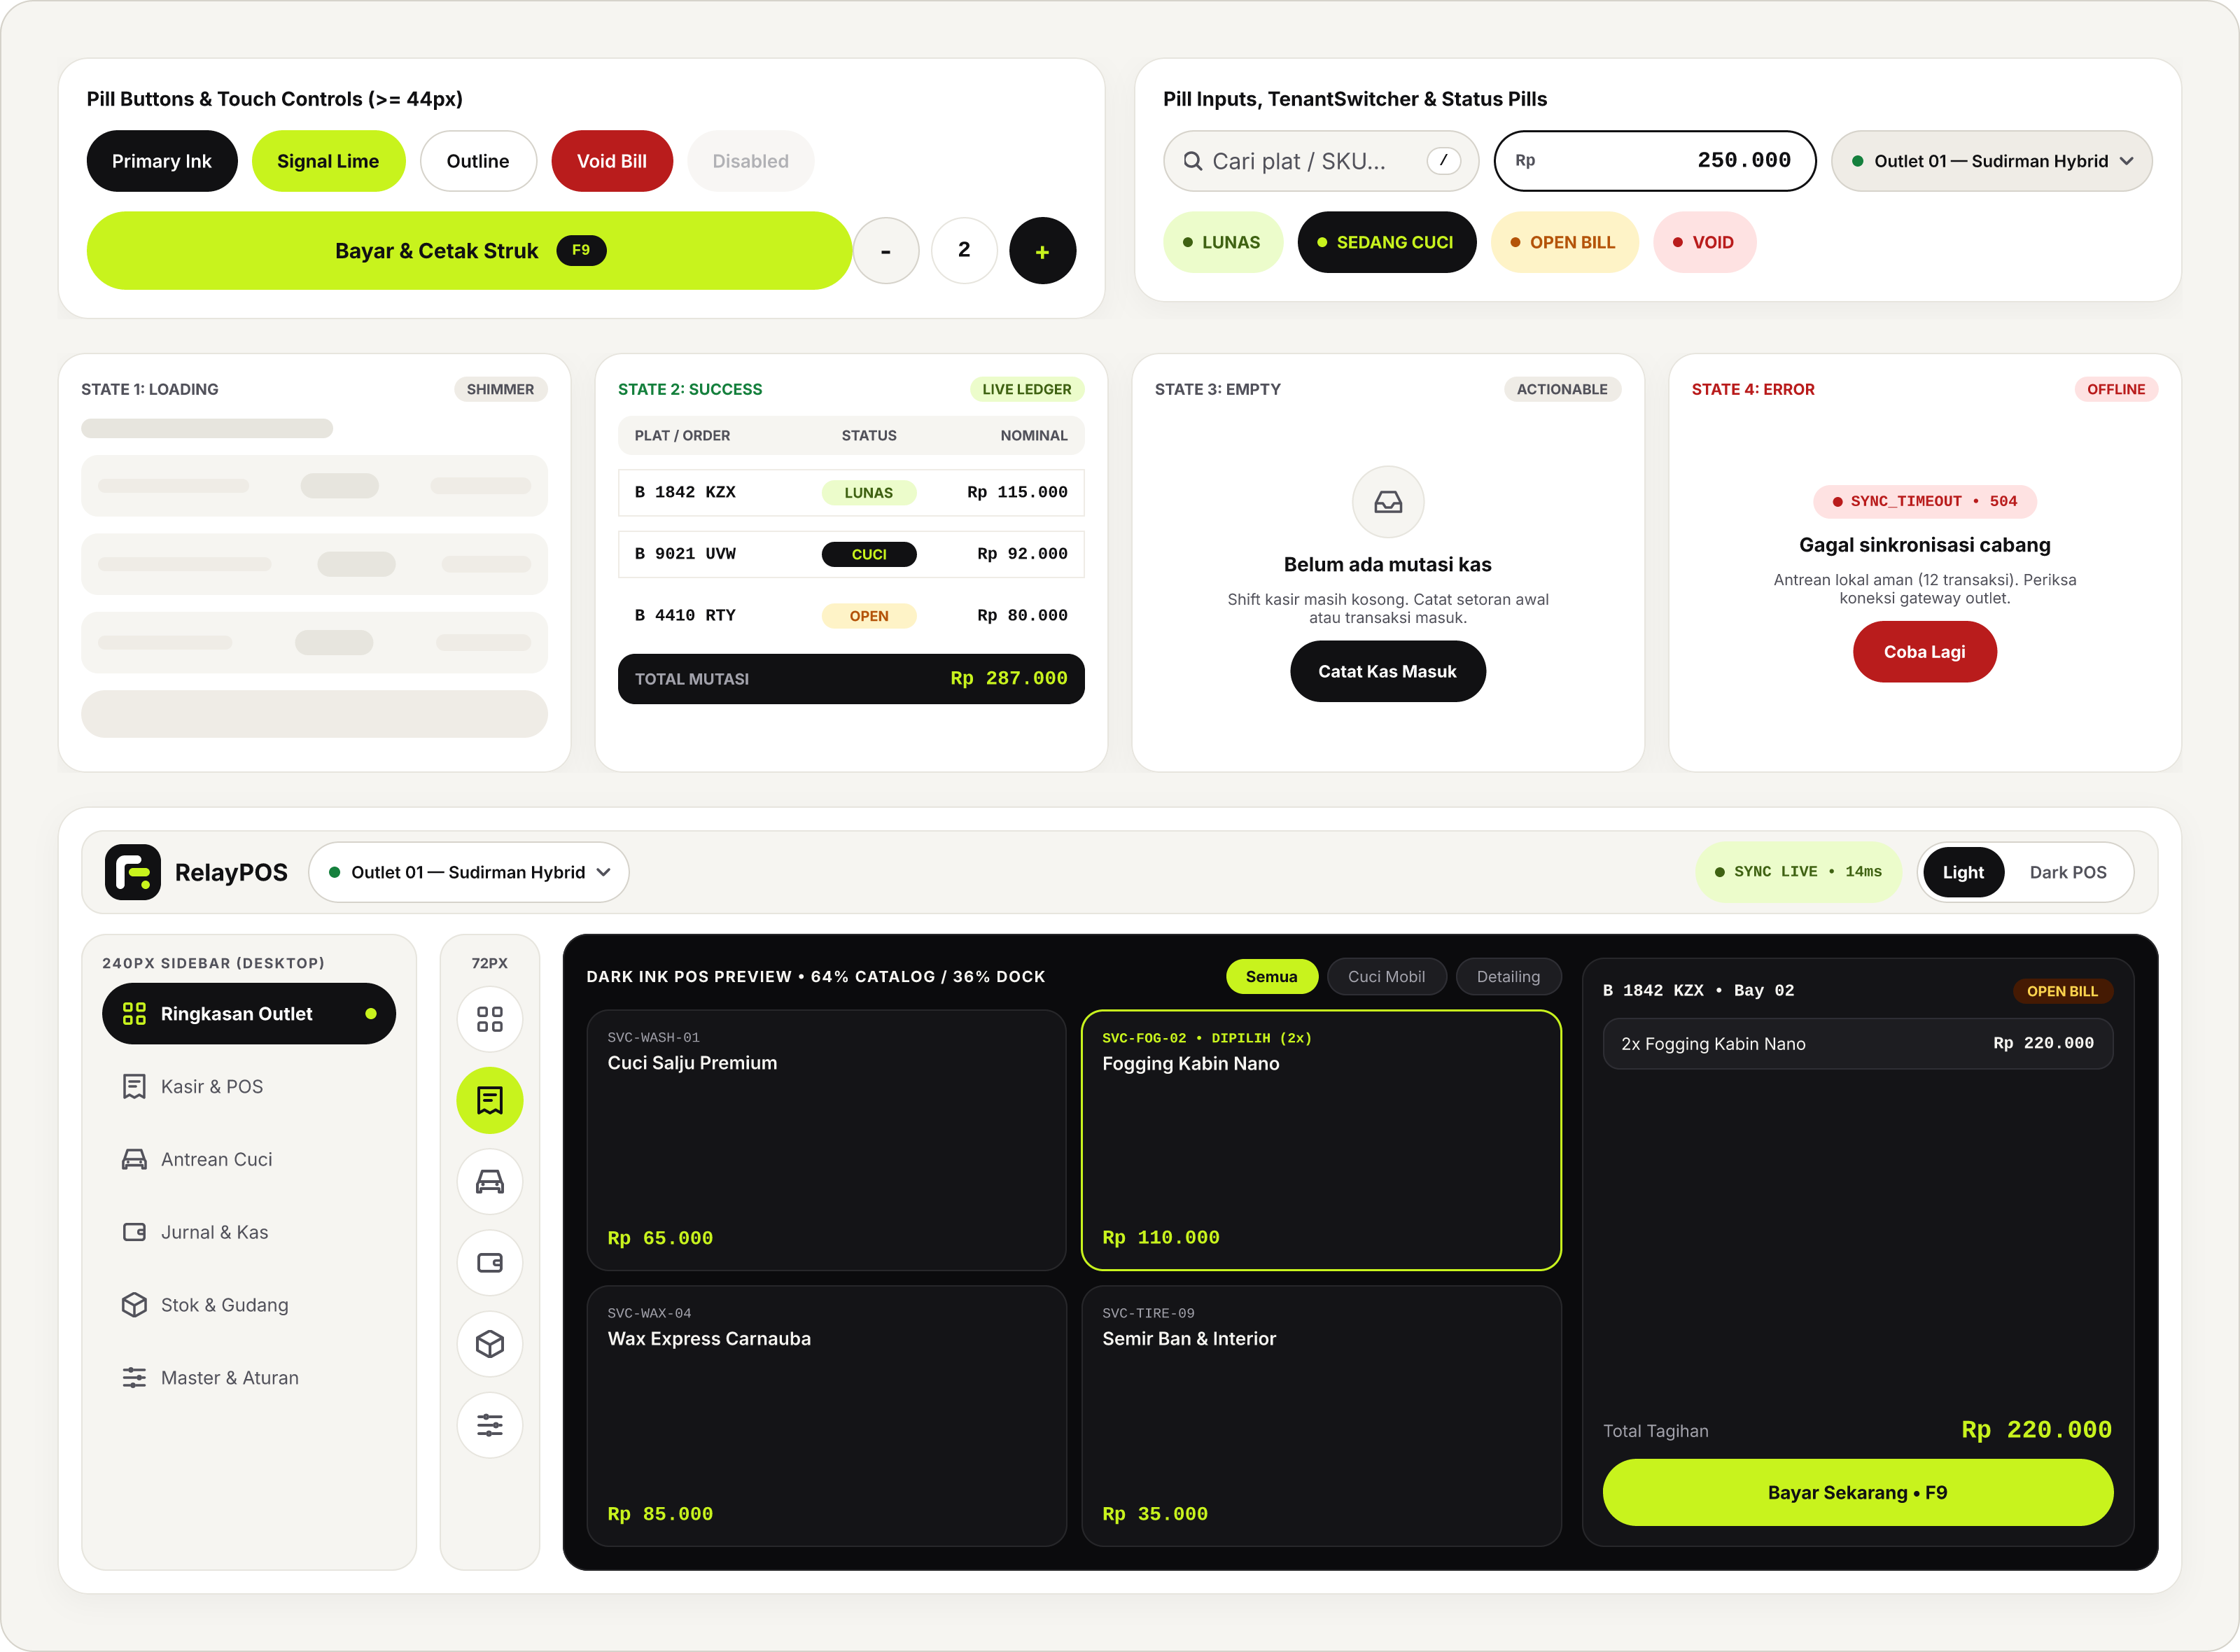 Pill Buttons & Touch Controls (>= 44px)
Primary Ink
Signal Lime
Outline
Void Bill
Disabled
Bayar & Cetak Struk F9
-
2
+
Pill Inputs, TenantSwitcher & Status Pills
Cari plat / SKU... /
Rp 250.000
Outlet 01 — Sudirman Hybrid
LUNAS
SEDANG CUCI
OPEN BILL
VOID
STATE 1: LOADING
SHIMMER
STATE 2: SUCCESS
LIVE LEDGER
PLAT / ORDER STATUS NOMINAL
B 1842 KZX LUNAS Rp 115.000
B 9021 UVW CUCI Rp 92.000
B 4410 RTY OPEN Rp 80.000
TOTAL MUTASI Rp 287.000
STATE 3: EMPTY
ACTIONABLE
Belum ada mutasi kas
Shift kasir masih kosong. Catat setoran awal
atau transaksi masuk.
Catat Kas Masuk
STATE 4: ERROR
OFFLINE
SYNC_TIMEOUT • 504
Gagal sinkronisasi cabang
Antrean lokal aman (12 transaksi). Periksa
koneksi gateway outlet.
Coba Lagi
RelayPOS
Outlet 01 — Sudirman Hybrid
SYNC LIVE • 14ms
Light
Dark POS
240PX SIDEBAR (DESKTOP)
Ringkasan Outlet
Kasir & POS
Antrean Cuci
Jurnal & Kas
Stok & Gudang
Master & Aturan
72PX
DARK INK POS PREVIEW • 64% CATALOG / 36% DOCK
Semua
Cuci Mobil
Detailing
SVC-WASH-01
Cuci Salju Premium
Rp 65.000
SVC-FOG-02 • DIPILIH (2x)
Fogging Kabin Nano
Rp 110.000
SVC-WAX-04
Wax Express Carnauba
Rp 85.000
SVC-TIRE-09
Semir Ban & Interior
Rp 35.000
B 1842 KZX • Bay 02
OPEN BILL
2x Fogging Kabin Nano Rp 220.000
Total Tagihan Rp 220.000
Bayar Sekarang • F9